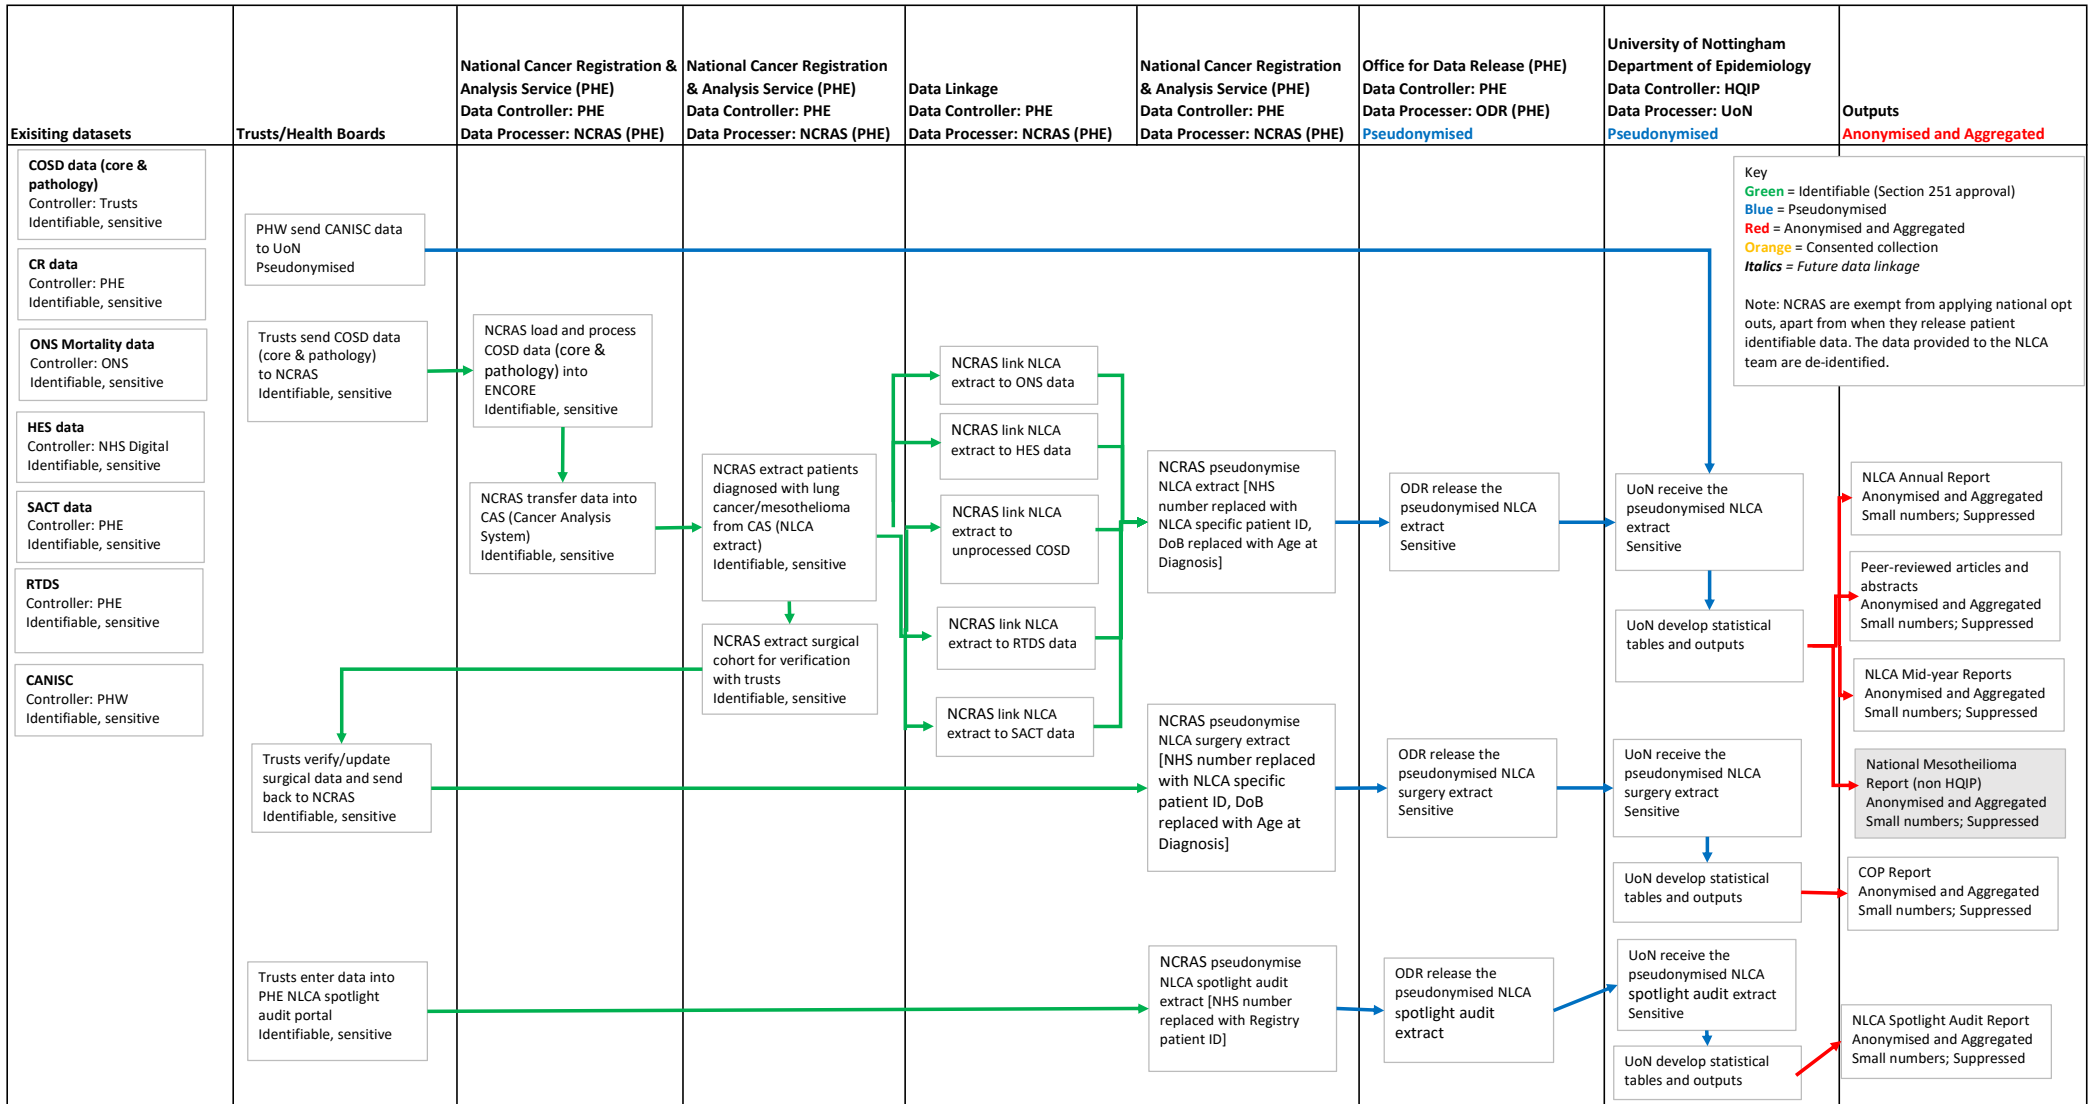 Exisiting datasets
Trusts/Health Boards
National Cancer Registration &
Analysis Service (PHE)
Data Controller: PHE
Data Processer: NCRAS (PHE)
National Cancer Registration
& Analysis Service (PHE)
Data Controller: PHE
Data Processer: NCRAS (PHE)
Data Linkage
Data Controller: PHE
Data Processer: NCRAS (PHE)
National Cancer Registration
& Analysis Service (PHE)
Data Controller: PHE
Data Processer: NCRAS (PHE)
Office for Data Release (PHE)
Data Controller: PHE
Data Processer: ODR (PHE)
Pseudonymised
University of Nottingham
Department of Epidemiology
Data Controller: HQIP
Data Processer: UoN
Pseudonymised
Outputs
Anonymised and Aggregated
COSD data (core &
pathology)
Controller: Trusts
Identifiable, sensitive
CR data
Controller: PHE
Identifiable, sensitive
ONS Mortality data
Controller: ONS
Identifiable, sensitive
HES data
Controller: NHS Digital
Identifiable, sensitive
SACT data
Controller: PHE
Identifiable, sensitive
RTDS
Controller: PHE
Identifiable, sensitive
CANISC
Controller: PHW
Identifiable, sensitive
PHW send CANISC data
to UoN
Pseudonymised
Trusts send COSD data
(core & pathology)
to NCRAS
Identifiable, sensitive
Trusts verify/update
surgical data and send
back to NCRAS
Identifiable, sensitive
Trusts enter data into
PHE NLCA spotlight
audit portal
Identifiable, sensitive
NCRAS load and process
COSD data (core &
pathology) into
ENCORE
Identifiable, sensitive
NCRAS transfer data into
CAS (Cancer Analysis
System)
Identifiable, sensitive
NCRAS extract patients
diagnosed with lung
cancer/mesothelioma
from CAS (NLCA
extract)
Identifiable, sensitive
NCRAS extract surgical
cohort for verification
with trusts
Identifiable, sensitive
NCRAS link NLCA
extract to ONS data
NCRAS link NLCA
extract to HES data
NCRAS link NLCA
extract to
unprocessed COSD
NCRAS link NLCA
extract to RTDS data
NCRAS link NLCA
extract to SACT data
NCRAS pseudonymise
NLCA extract [NHS
number replaced with
NLCA specific patient ID,
DoB replaced with Age at
Diagnosis]
NCRAS pseudonymise
NLCA surgery extract
[NHS number replaced
with NLCA specific
patient ID, DoB
replaced with Age at
Diagnosis]
NCRAS pseudonymise
NLCA spotlight audit
extract [NHS number
replaced with Registry
patient ID]
ODR release the
pseudonymised NLCA
extract
Sensitive
ODR release the
pseudonymised NLCA
surgery extract
Sensitive
ODR release the
pseudonymised NLCA
spotlight audit
extract
UoN receive the
pseudonymised NLCA
extract
Sensitive
UoN develop statistical
tables and outputs
UoN receive the
pseudonymised NLCA
surgery extract
Sensitive
UoN develop statistical
tables and outputs
UoN receive the
pseudonymised NLCA
spotlight audit extract
Sensitive
UoN develop statistical
tables and outputs
Key
Green = Identifiable (Section 251 approval)
Blue = Pseudonymised
Red = Anonymised and Aggregated
Orange = Consented collection
Italics = Future data linkage
Note: NCRAS are exempt from applying national opt
outs, apart from when they release patient
identifiable data. The data provided to the NLCA
team are de-identified.
NLCA Annual Report
Anonymised and Aggregated
Small numbers; Suppressed
Peer-reviewed articles and
abstracts
Anonymised and Aggregated
Small numbers; Suppressed
NLCA Mid-year Reports
Anonymised and Aggregated
Small numbers; Suppressed
National Mesotheilioma
Report (non HQIP)
Anonymised and Aggregated
Small numbers; Suppressed
COP Report
Anonymised and Aggregated
Small numbers; Suppressed
NLCA Spotlight Audit Report
Anonymised and Aggregated
Small numbers; Suppressed